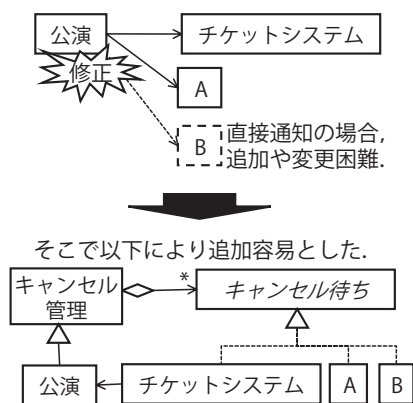 公演
チケットシステム
修正
A
B
直接通知の場合,
追加や変更困難.
そこで以下により追加容易とした.
キャンセル
管理
*
キャンセル待ち
公演
チケットシステム
A
B